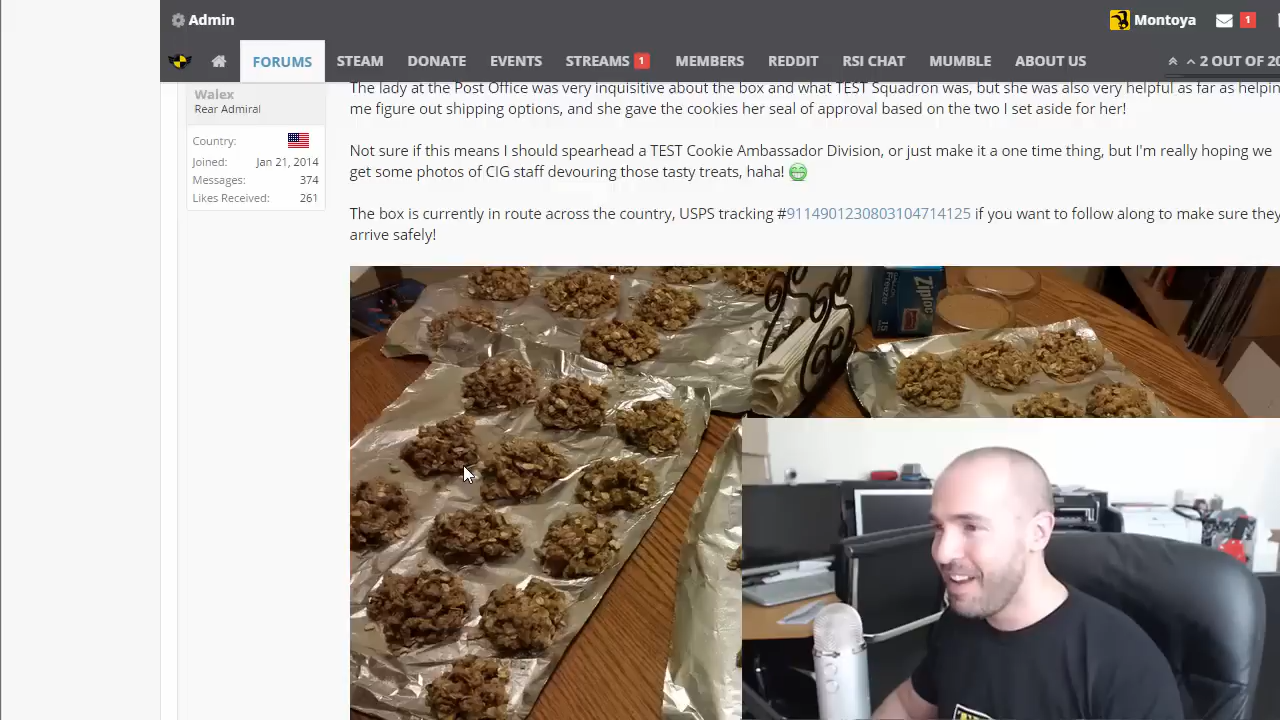 Admin
Montoya
1
FORUMS STEAM DONATE EVENTS STREAMS 1 MEMBERS REDDIT RSI CHAT MUMBLE ABOUT US
2 OUT OF 20
Walex
Rear Admiral
Country:
Joined: Jan 21, 2014
Messages: 374
Likes Received: 261
The lady at the Post Office was very inquisitive about the box and what TEST Squadron was, but she was also very helpful as far as helpin
me figure out shipping options, and she gave the cookies her seal of approval based on the two I set aside for her!
Not sure if this means I should spearhead a TEST Cookie Ambassador Division, or just make it a one time thing, but I'm really hoping we
get some photos of CIG staff devouring those tasty treats, haha!
The box is currently in route across the country, USPS tracking #9114901230803104714125 if you want to follow along to make sure they
arrive safely!
Ziploc
Freezer
15